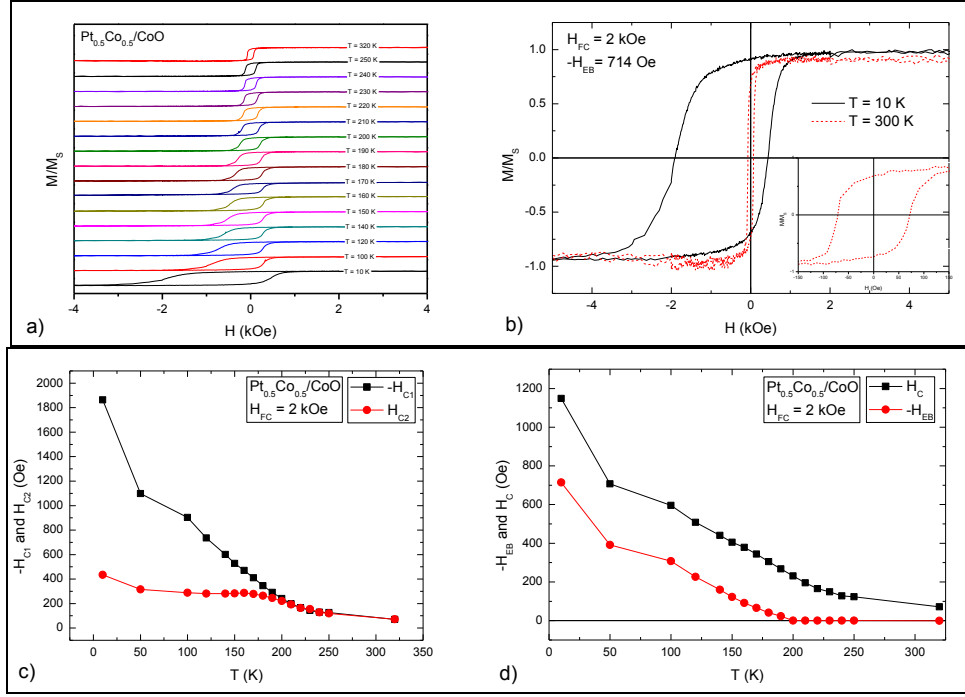 Pt0.5Co0.5/CoO
T = 320 K
T = 250 K
T = 240 K
T = 230 K
T = 220 K
T = 210 K
T = 200 K
T = 190 K
T = 180 K
T = 170 K
T = 160 K
T = 150 K
T = 140 K
T = 120 K
T = 100 K
T = 10 K
M/MS
-4 -2 0 2 4
H (kOe)
a)
HFC = 2 kOe
-HEB = 714 Oe
T = 10 K
T = 300 K
1.0
0.5
0.0
-0.5
-1.0
M/MS
-4 -2 0 2 4
H (kOe)
b)
1
0
-1
M/MS
-150 -100 -50 0 50 100 150
H (Oe)
Pt0.5Co0.5/CoO
HFC = 2 kOe
-HC1
HC2
2000
1800
1600
1400
1200
1000
800
600
400
200
0
-HC1 and HC2 (Oe)
0 50 100 150 200 250 300 350
T (K)
c)
Pt0.5Co0.5/CoO
HFC = 2 kOe
HC
-HEB
1200
1000
800
600
400
200
0
-HEB and HC (Oe)
0 50 100 150 200 250 300
T (K)
d)